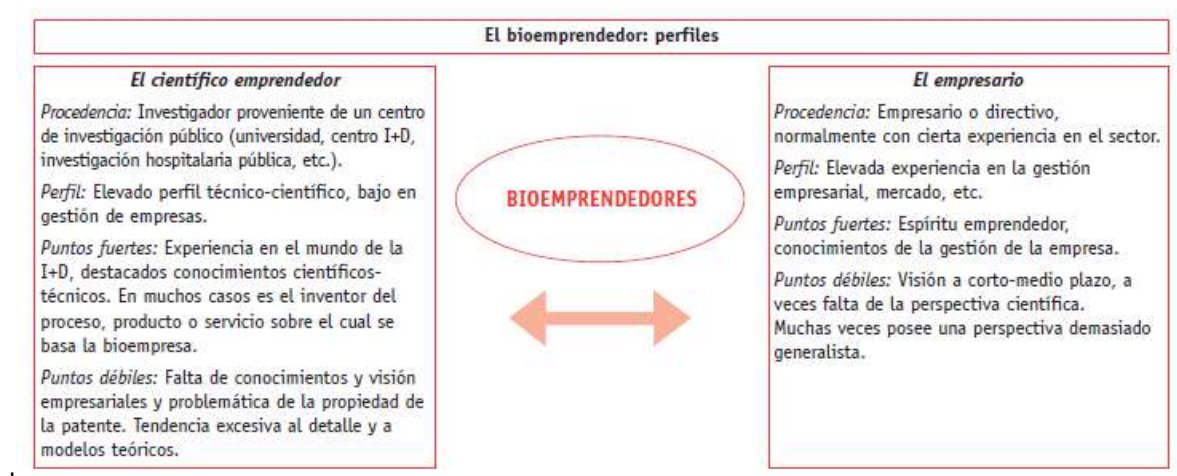 El bioemprendedor: perfiles
El científico emprendedor
Procedencia: Investigador proveniente de un centro
de investigación público (universidad, centro I+D,
investigación hospitalaria pública, etc.).
Perfil: Elevado perfil técnico-científico, bajo en
gestión de empresas.
Puntos fuertes: Experiencia en el mundo de la
I+D, destacados conocimientos científicos-
técnicos. En muchos casos es el inventor del
proceso, producto o servicio sobre el cual se
basa la bioempresa.
Puntos débiles: Falta de conocimientos y visión
empresariales y problemática de la propiedad de
la patente. Tendencia excesiva al detalle y a
modelos teóricos.
BIOEMPRENDEDORES
El empresario
Procedencia: Empresario o directivo,
normalmente con cierta experiencia en el sector.
Perfil: Elevada experiencia en la gestión
empresarial, mercado, etc.
Puntos fuertes: Espíritu emprendedor,
conocimientos de la gestión de la empresa.
Puntos débiles: Visión a corto-medio plazo, a
veces falta de la perspectiva científica.
Muchas veces posee una perspectiva demasiado
generalista.